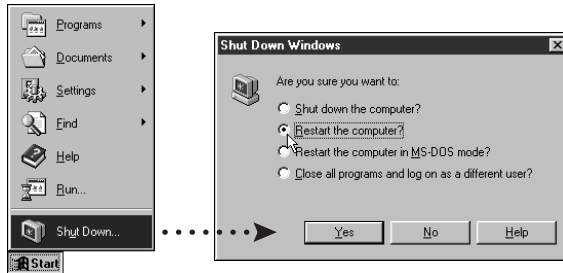 Programs
Documents
Settings
Find
Help
Run...
Shut Down...
Start
Shut Down Windows
Are you sure you want to:
Shut down the computer?
Restart the computer?
Restart the computer in MS-DOS mode?
Close all programs and log on as a different user?
Yes No Help